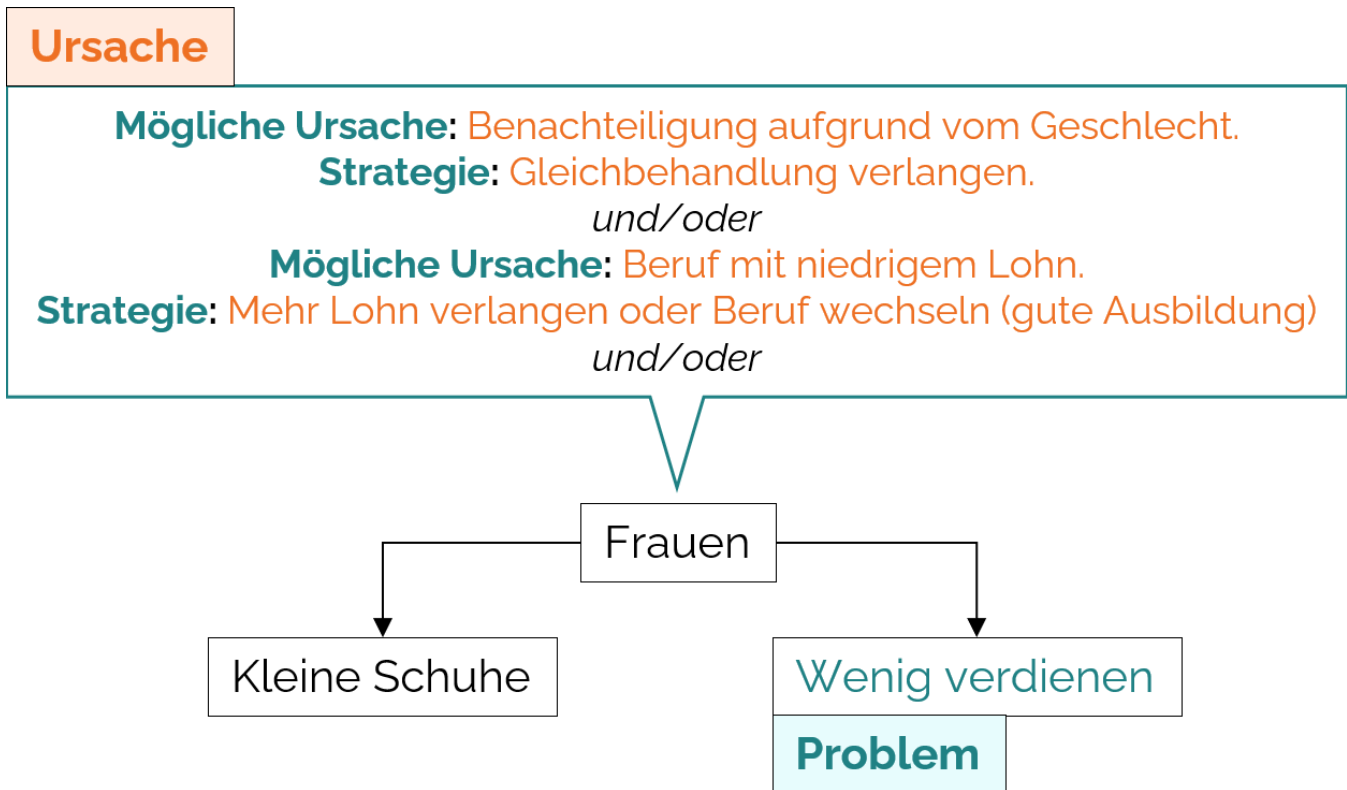 Ursache
Mögliche Ursache: Benachteiligung aufgrund vom Geschlecht.
Strategie: Gleichbehandlung verlangen.
und/oder
Mögliche Ursache: Beruf mit niedrigem Lohn.
Strategie: Mehr Lohn verlangen oder Beruf wechseln (gute Ausbildung)
und/oder
Frauen
Kleine Schuhe
Wenig verdienen
Problem